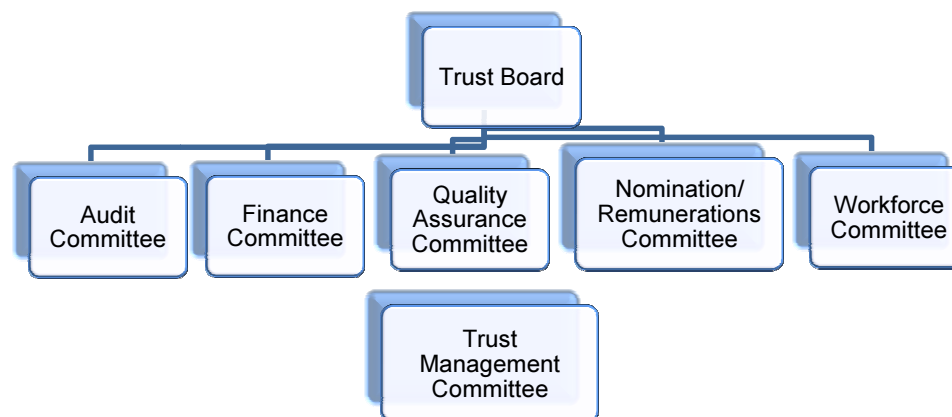 Trust Board
Audit
Committee
Finance
Committee
Quality
Assurance
Committee
Nomination/
Remunerations
Committee
Workforce
Committee
Trust
Management
Committee